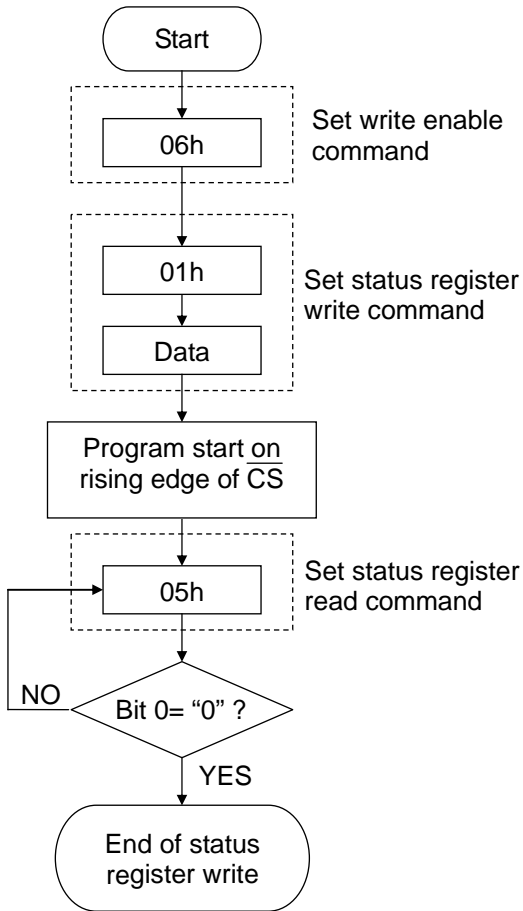 Start
06h
Set write enable
command
01h
Set status register
write command
Data
Program start on
rising edge of C̅S̅
05h
Set status register
read command
NO
Bit 0= “0” ?
YES
End of status
register write